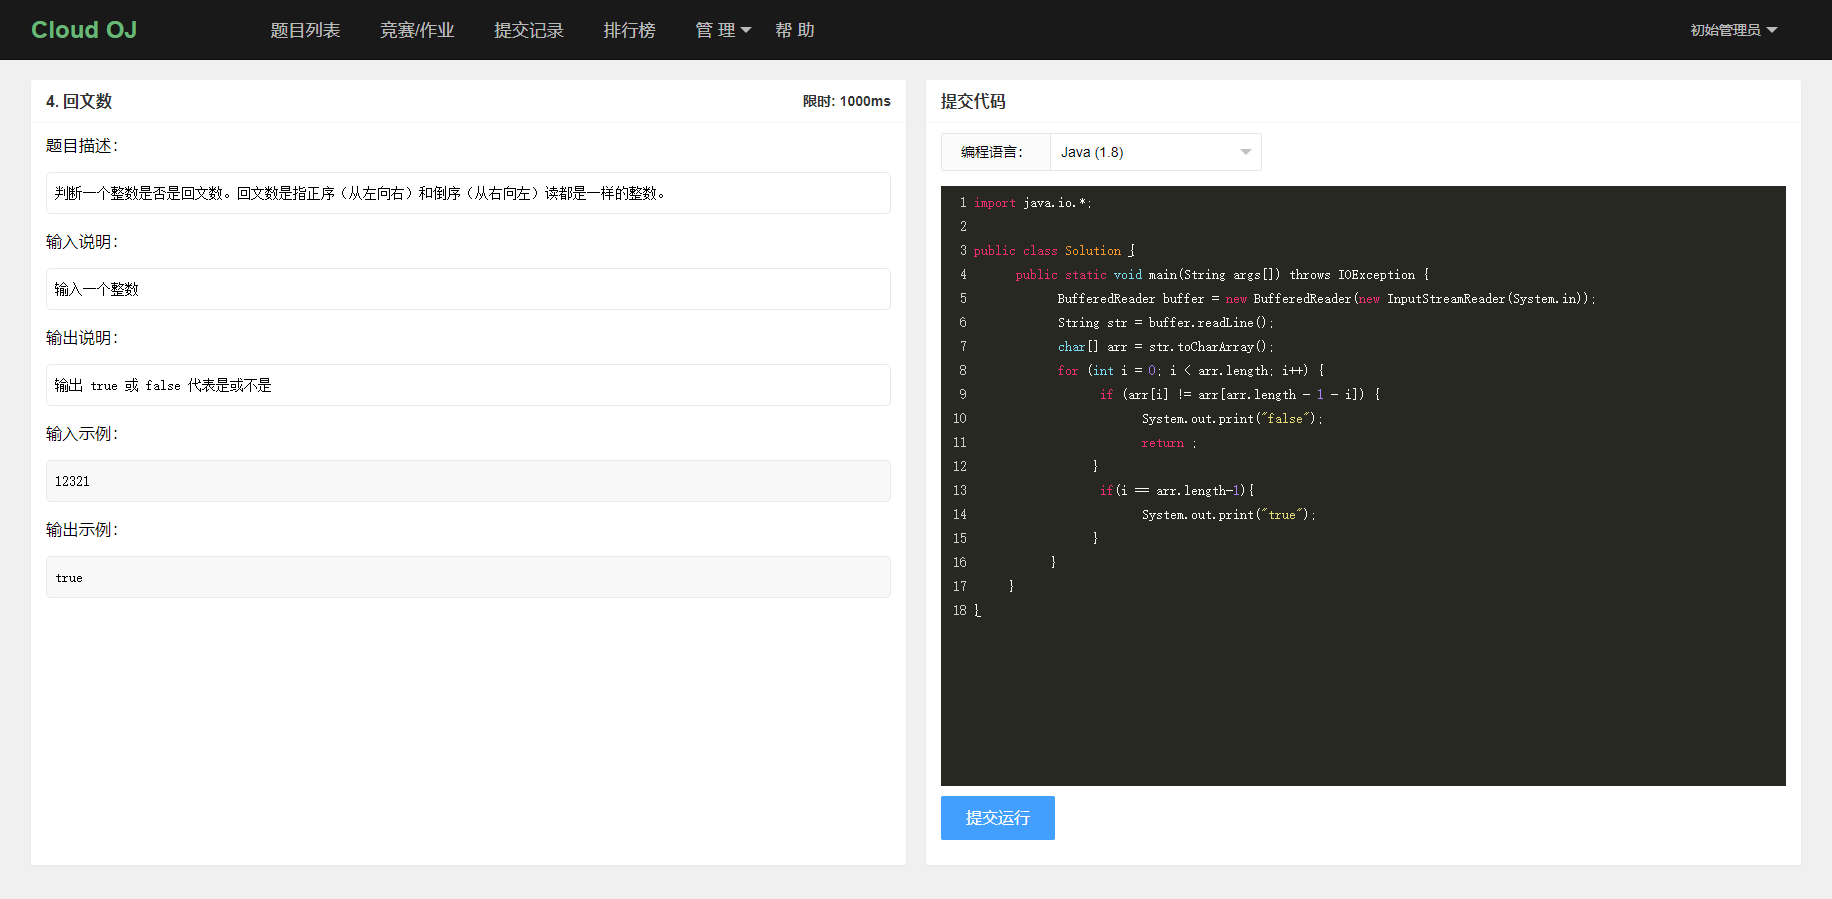 Cloud OJ 题目列表 竞赛/作业 提交记录 排行榜 管 理 帮 助 初始管理员
4. 回文数 限时: 1000ms
题目描述：
判断一个整数是否是回文数。回文数是指正序（从左向右）和倒序（从右向左）读都是一样的整数。
输入说明：
输入一个整数
输出说明：
输出 true 或 false 代表是或不是
输入示例：
12321
输出示例：
true
提交代码
编程语言： Java (1.8)
1 import java.io.*;
2
3 public class Solution {
4 public static void main(String args[]) throws IOException {
5 BufferedReader buffer = new BufferedReader(new InputStreamReader(System.in));
6 String str = buffer.readLine();
7 char[] arr = str.toCharArray();
8 for (int i = 0; i < arr.length; i++) {
9 if (arr[i] != arr[arr.length - 1 - i]) {
10 System.out.print("false");
11 return ;
12 }
13 if(i == arr.length-1){
14 System.out.print("true");
15 }
16 }
17 }
18 }
提交运行